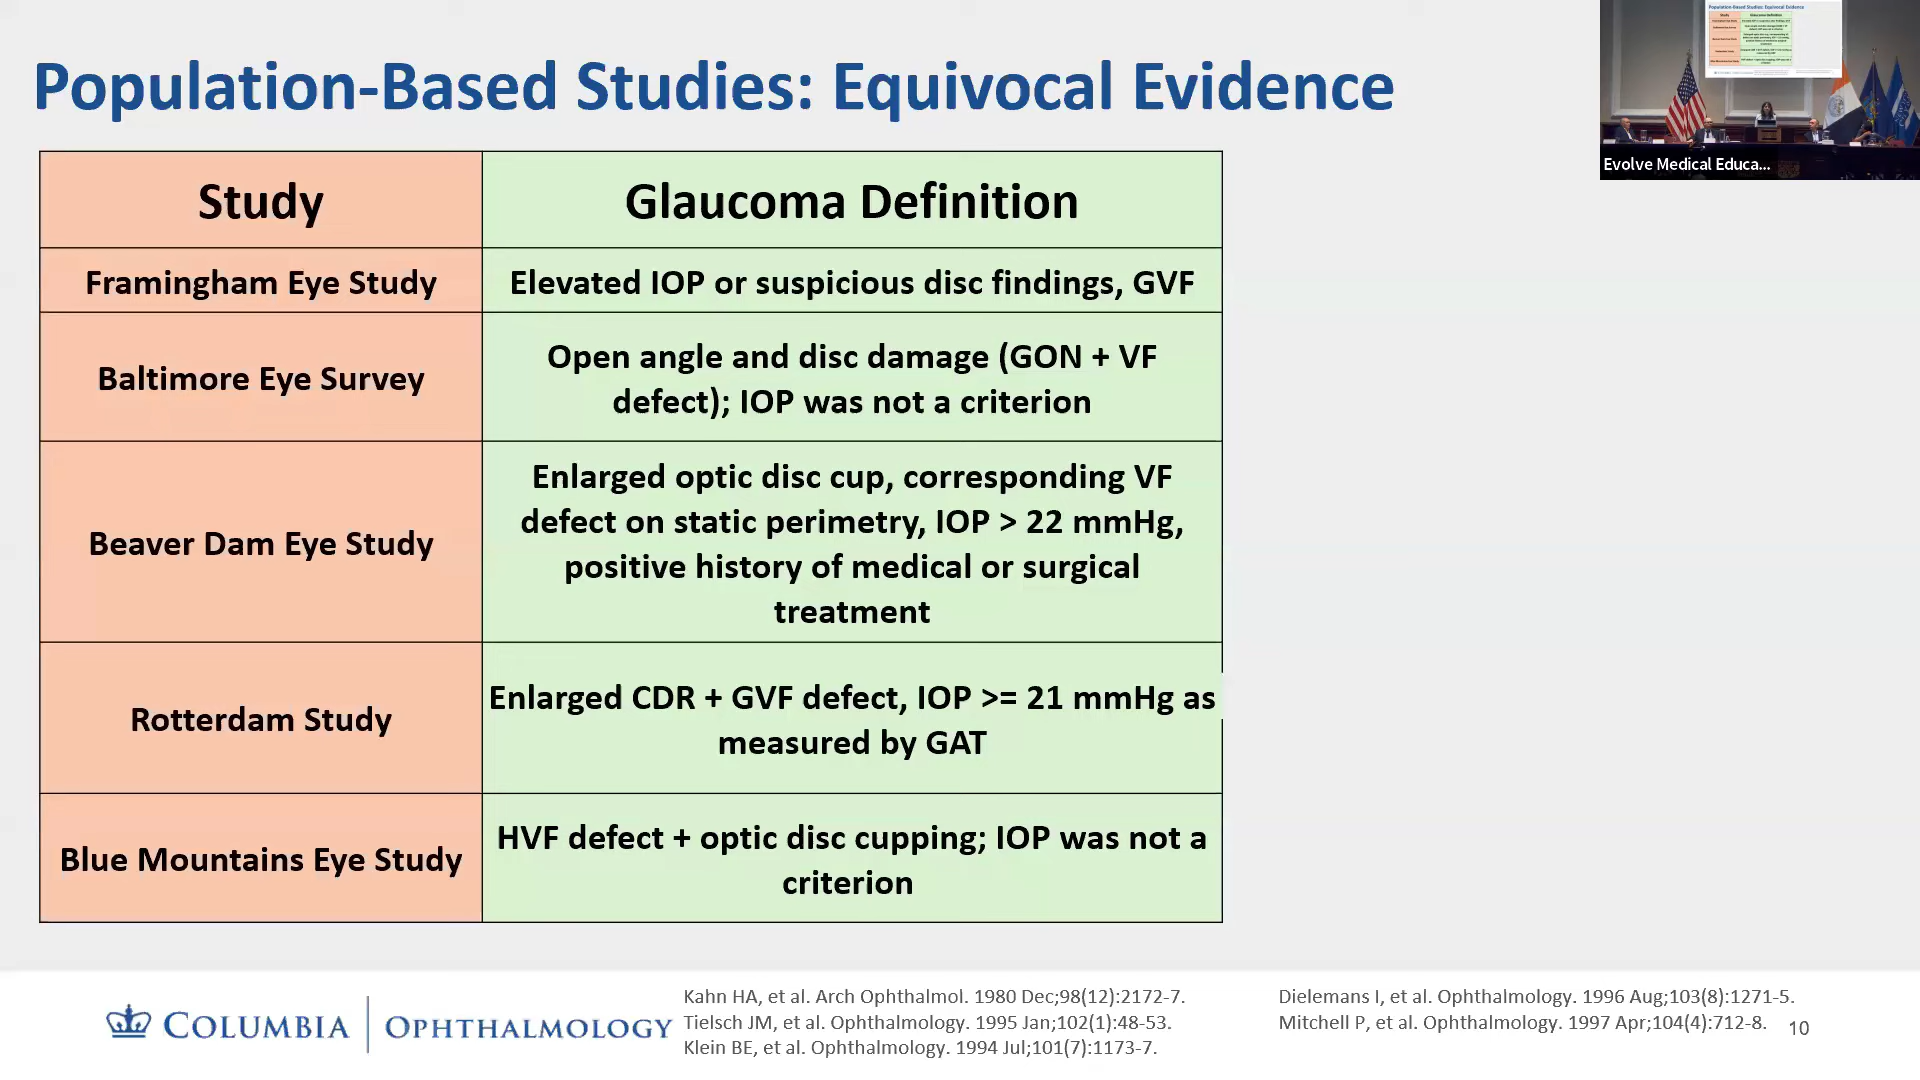 Population-Based Studies: Equivocal Evidence
Evolve Medical Educa...
Study
Glaucoma Definition
Framingham Eye Study
Elevated IOP or suspicious disc findings, GVF
Baltimore Eye Survey
Open angle and disc damage (GON + VF
defect); IOP was not a criterion
Beaver Dam Eye Study
Enlarged optic disc cup, corresponding VF
defect on static perimetry, IOP > 22 mmHg,
positive history of medical or surgical
treatment
Rotterdam Study
Enlarged CDR + GVF defect, IOP >= 21 mmHg as
measured by GAT
Blue Mountains Eye Study
HVF defect + optic disc cupping; IOP was not a
criterion
COLUMBIA | OPHTHALMOLOGY
Kahn HA, et al. Arch Ophthalmol. 1980 Dec;98(12):2172-7.
Tielsch JM, et al. Ophthalmology. 1995 Jan;102(1):48-53.
Klein BE, et al. Ophthalmology. 1994 Jul;101(7):1173-7.
Dielemans I, et al. Ophthalmology. 1996 Aug;103(8):1271-5.
Mitchell P, et al. Ophthalmology. 1997 Apr;104(4):712-8.
10